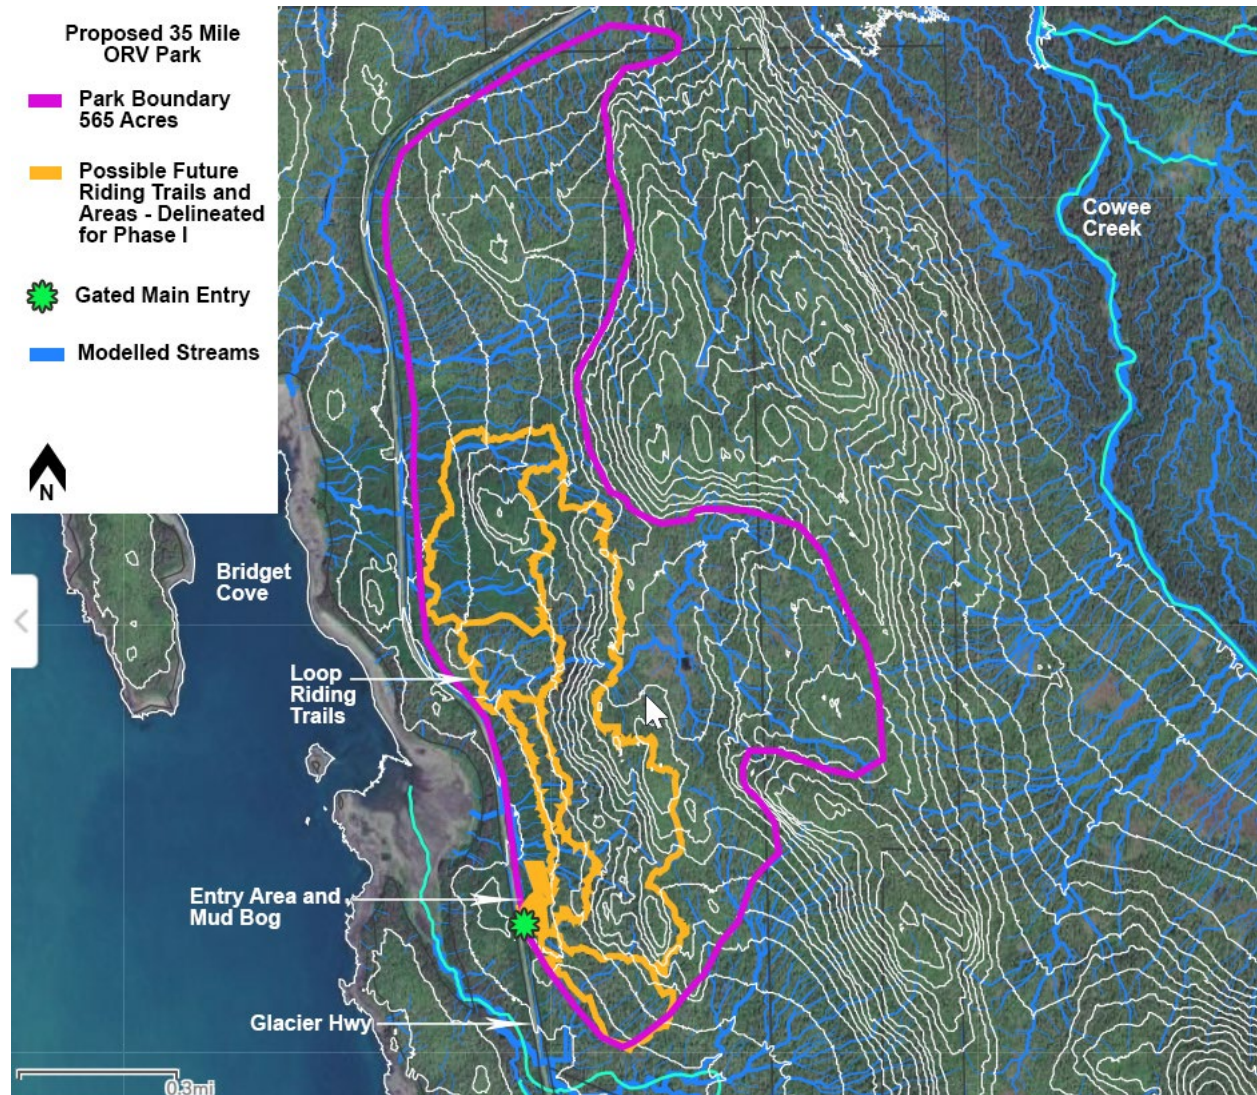 Proposed 35 Mile
ORV Park
Park Boundary
565 Acres
Possible Future
Riding Trails and
Areas - Delineated
for Phase I
Gated Main Entry
Modelled Streams
N
Cowee
Creek
Bridget
Cove
Loop
Riding
Trails
Entry Area and
Mud Bog
Glacier Hwy
0.3mi